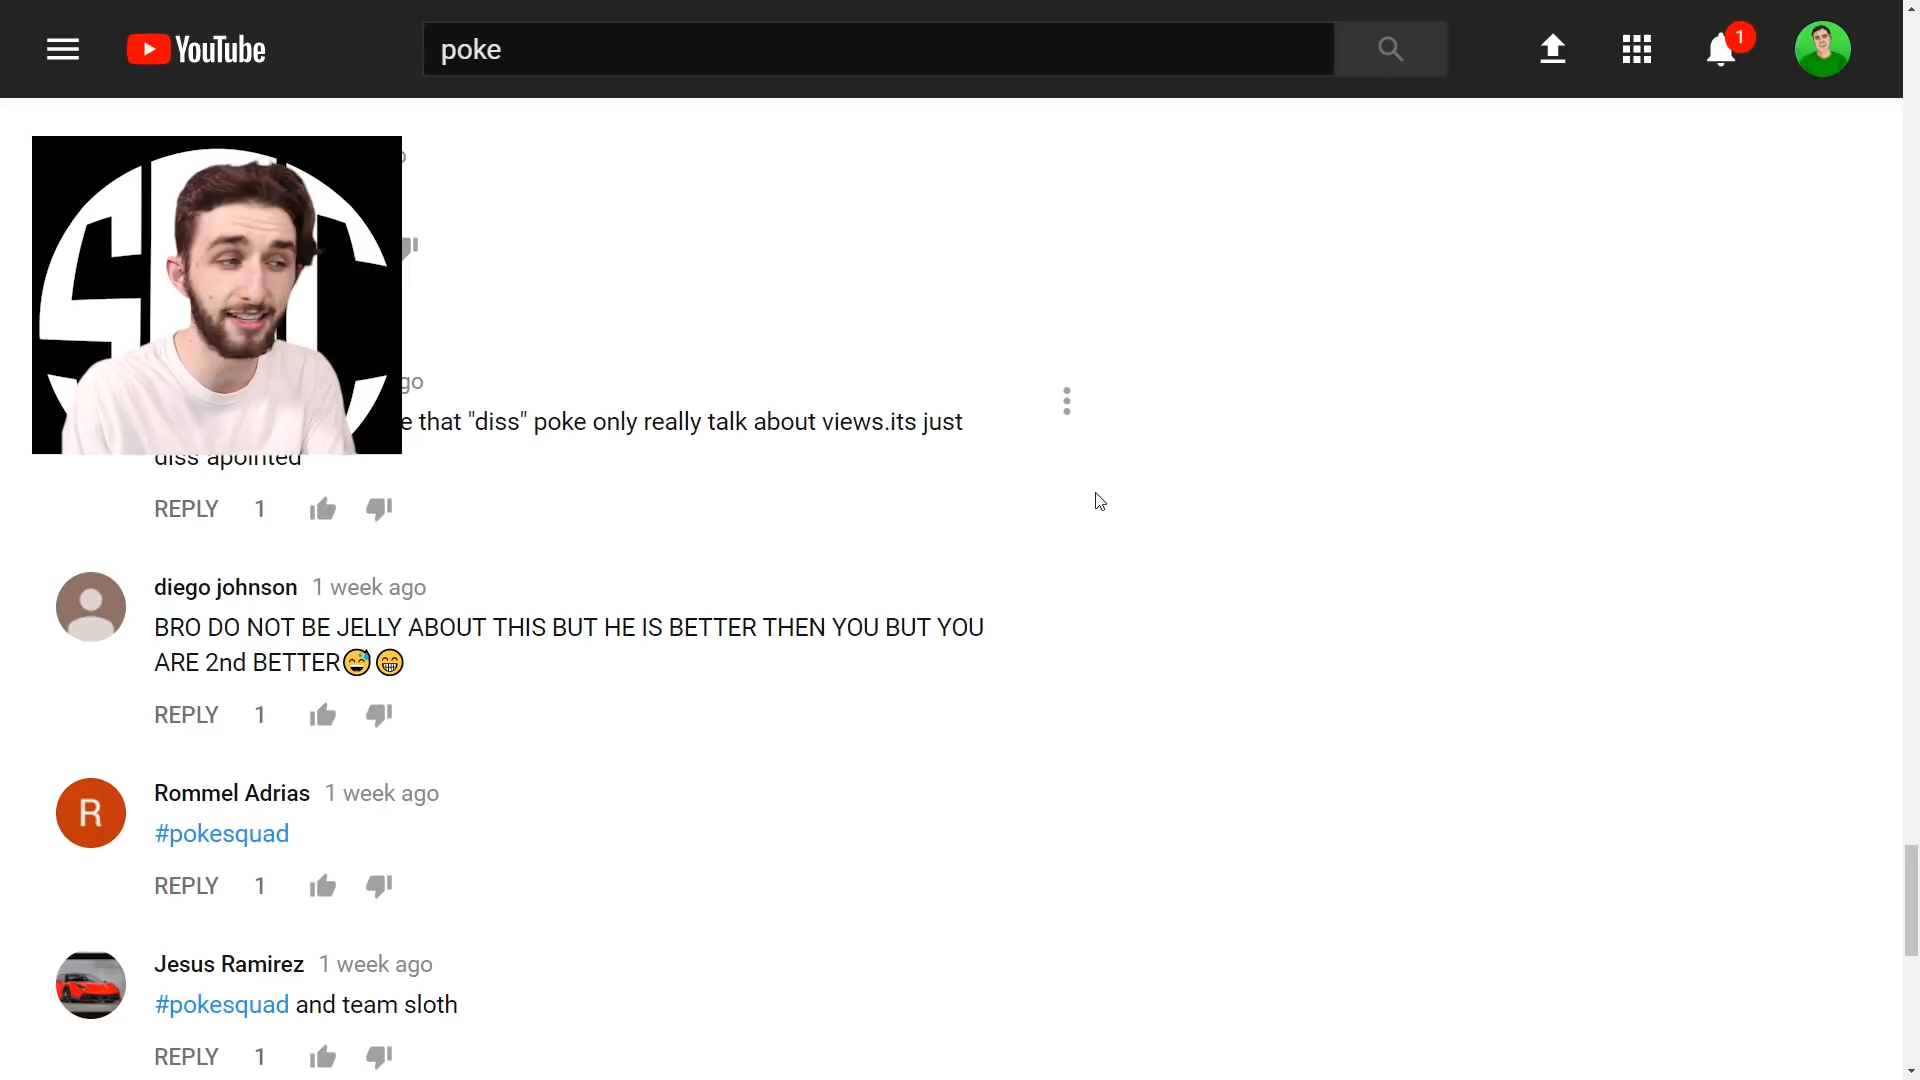 YouTube
poke
1
go
e that "diss" poke only really talk about views.its just
diss apointed
REPLY 1
diego johnson 1 week ago
BRO DO NOT BE JELLY ABOUT THIS BUT HE IS BETTER THEN YOU BUT YOU
ARE 2nd BETTER😅😁
REPLY 1
R
Rommel Adrias 1 week ago
#pokesquad
REPLY 1
Jesus Ramirez 1 week ago
#pokesquad and team sloth
REPLY 1